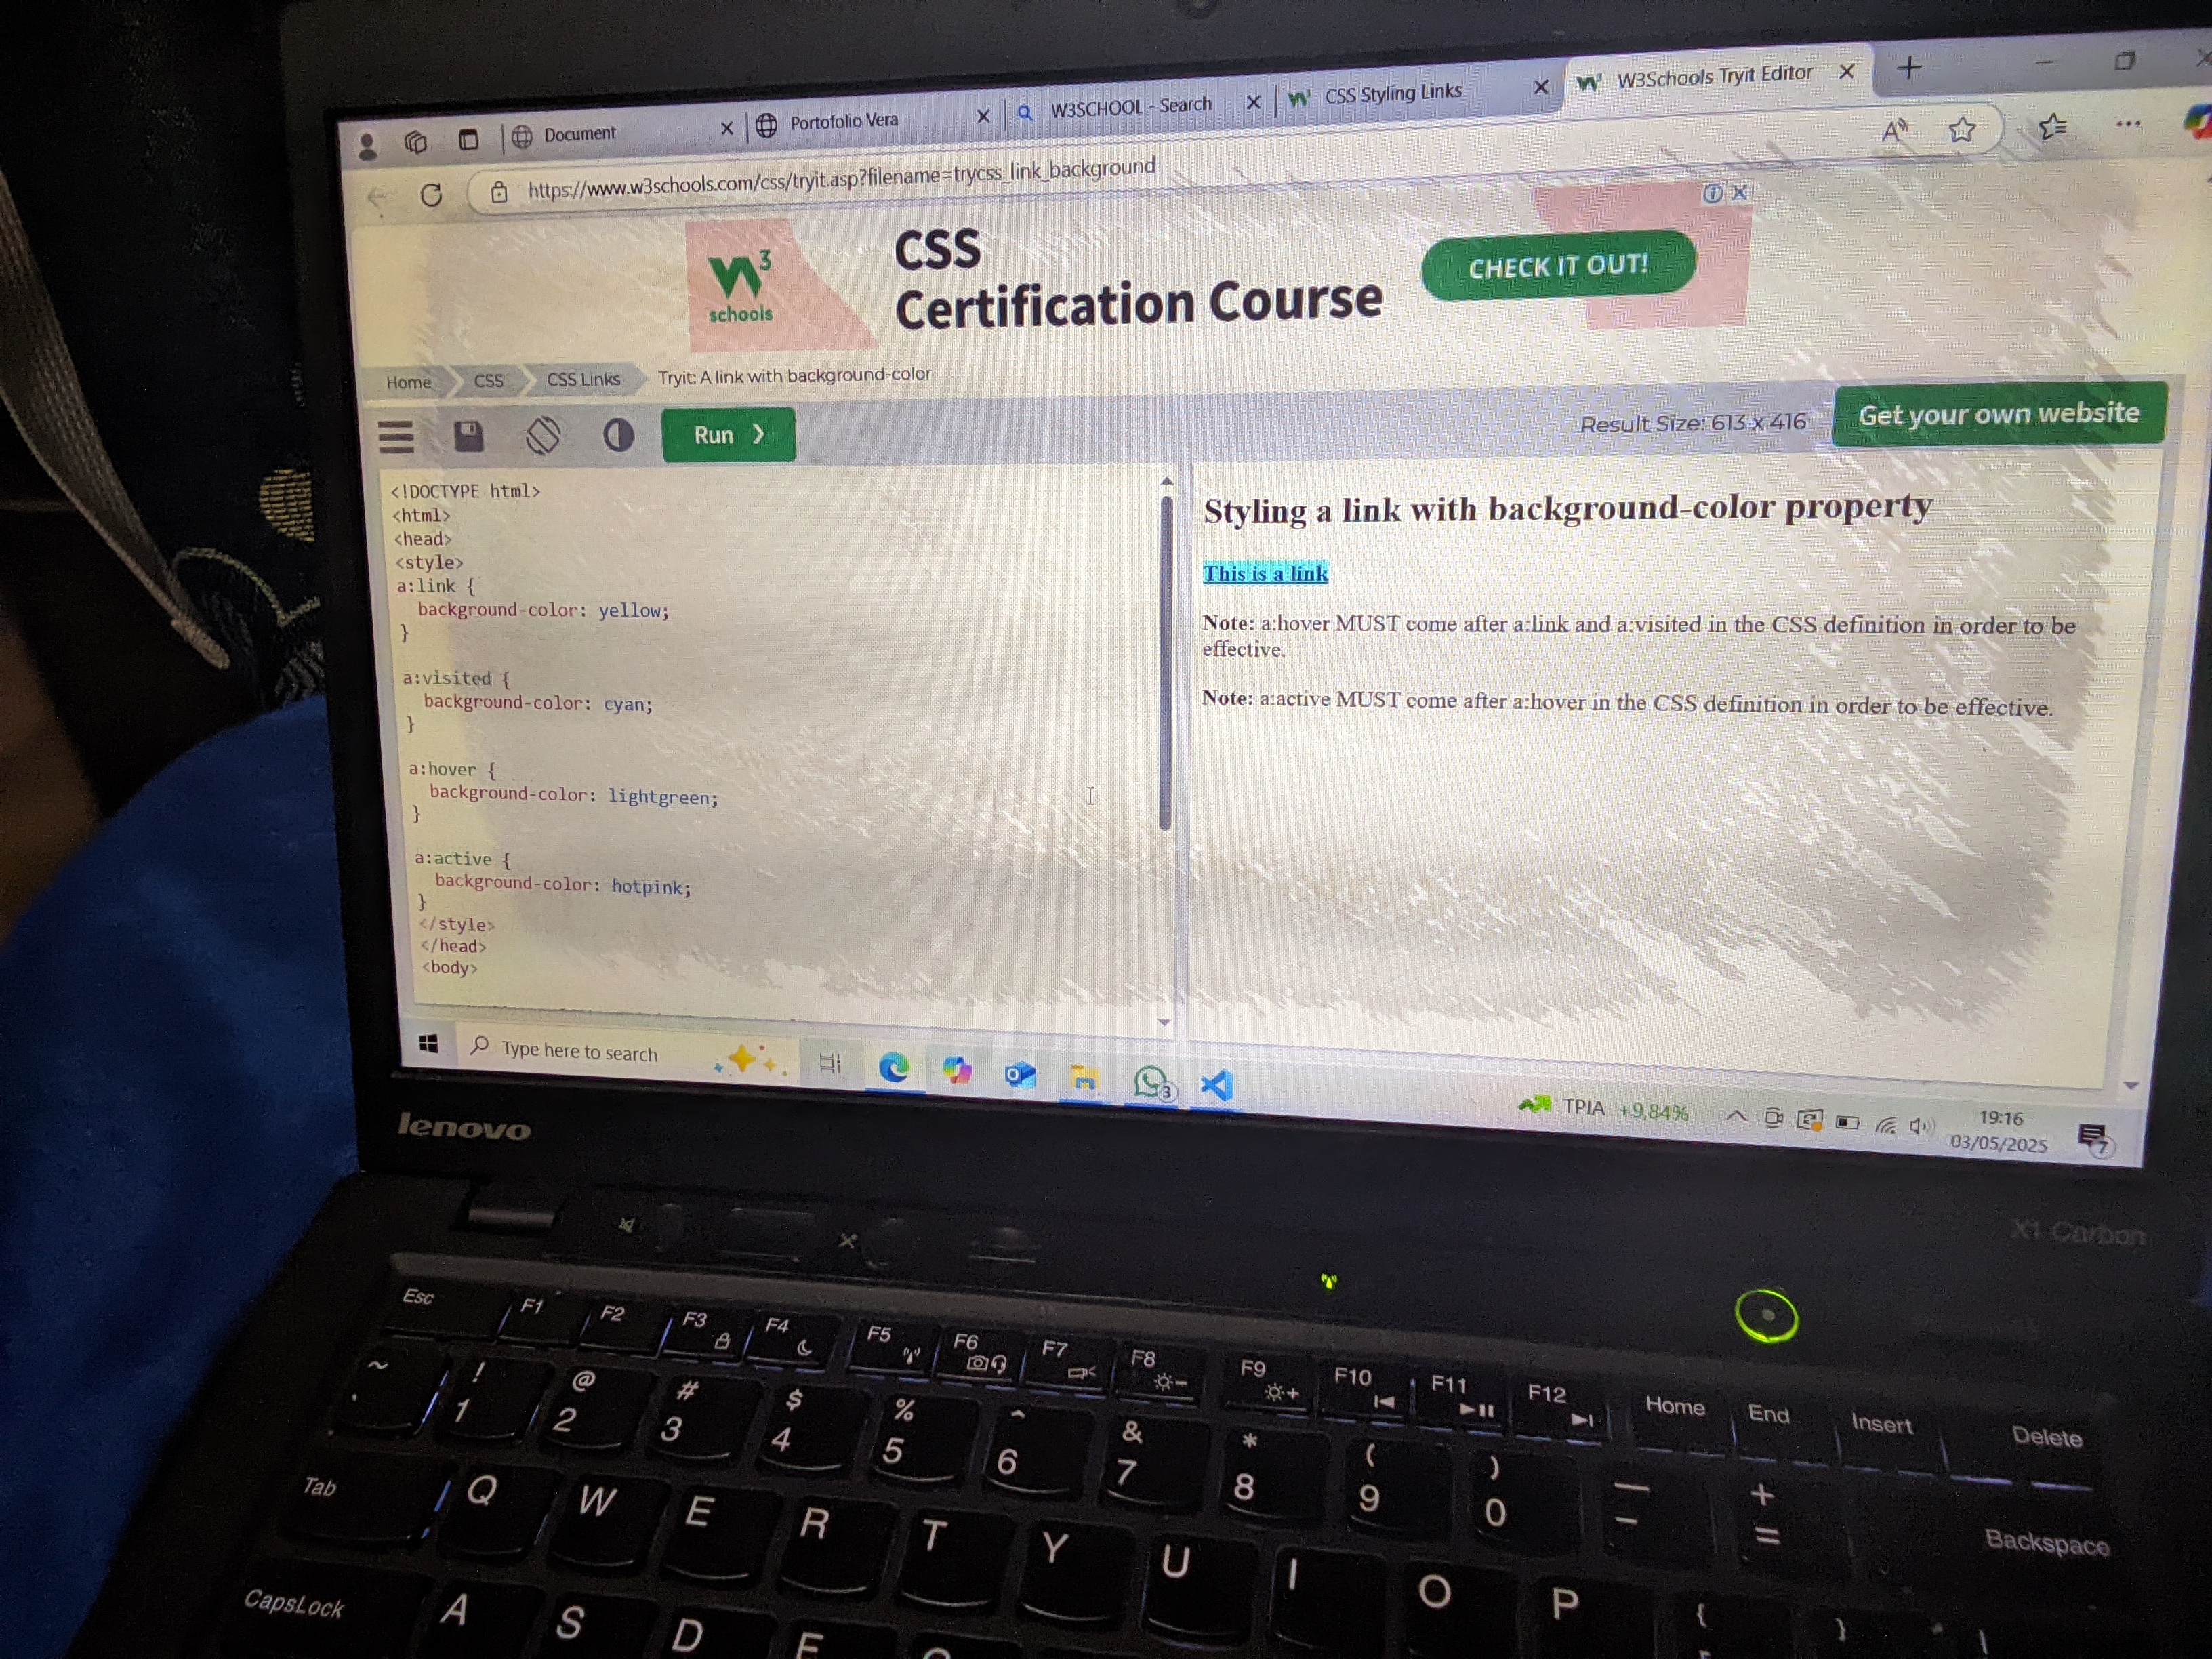 Document
Portofolio Vera
W3SCHOOL - Search
CSS Styling Links
W3Schools Tryit Editor
https://www.w3schools.com/css/tryit.asp?filename=trycss_link_background
W3
schools
CSS
Certification Course
CHECK IT OUT!
Home
CSS
CSS Links
Tryit: A link with background-color
Run ❯
Result Size: 613 x 416
Get your own website
<!DOCTYPE html>
<html>
<head>
<style>
a:link {
background-color: yellow;
}
a:visited {
background-color: cyan;
}
a:hover {
background-color: lightgreen;
}
a:active {
background-color: hotpink;
}
</style>
</head>
<body>
Styling a link with background-color property
This is a link
Note: a:hover MUST come after a:link and a:visited in the CSS definition in order to be
effective.
Note: a:active MUST come after a:hover in the CSS definition in order to be effective.
Type here to search
3
TPIA +9,84%
19:16
03/05/2025
7
lenovo
X1 Carbon
Esc F1 F2 F3 F4 F5 F6 F7 F8 F9 F10 F11 F12 Home End Insert Delete
~ ! @ # $ % ^ & * ( ) — +
1 2 3 4 5 6 7 8 9 0 - =
Backspace
Tab Q W E R T Y U I O P { }
CapsLock A S D F